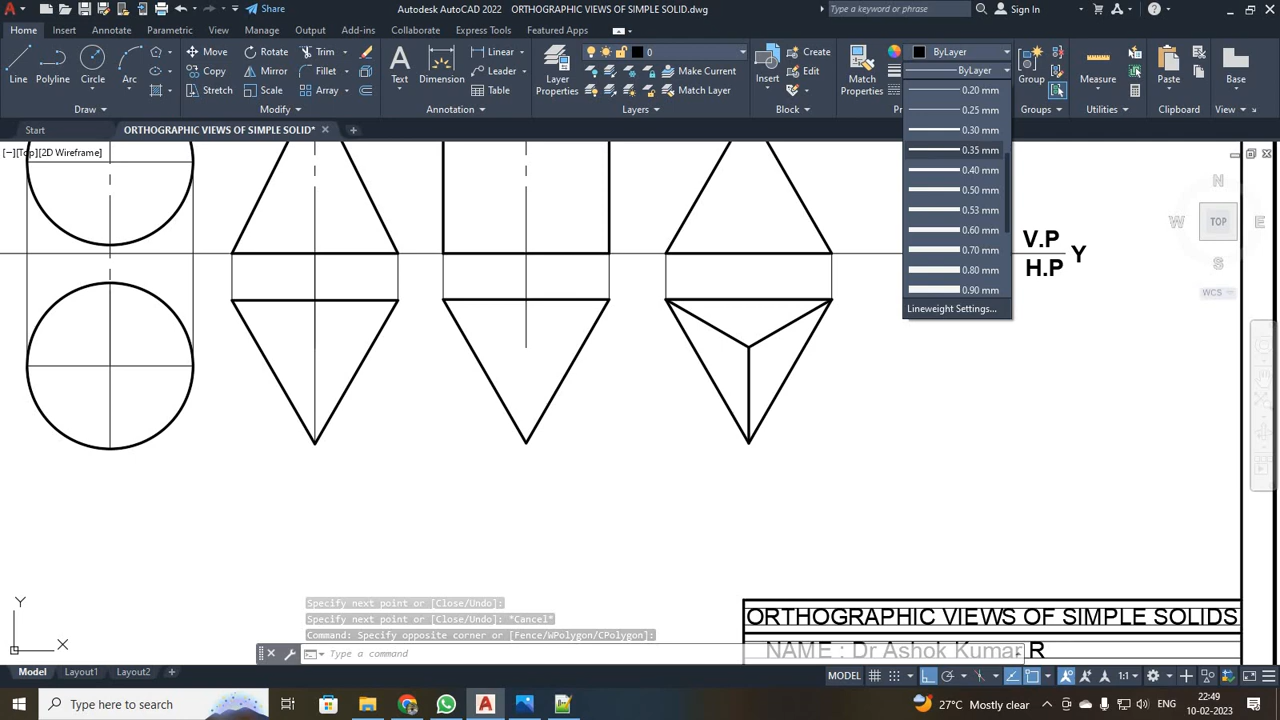 Autodesk AutoCAD 2022 ORTHOGRAPHIC VIEWS OF SIMPLE SOLID.dwg
Share
Type a keyword or phrase
Sign In
Home Insert Annotate Parametric View Manage Output Add-ins Collaborate Express Tools Featured Apps
Line Polyline Circle Arc
Move Rotate Trim
Copy Mirror Fillet
Stretch Scale Array
Text Dimension
Linear
Leader
Table
Layer Properties
0
Make Current
Match Layer
Insert
Create
Edit
Match Properties
ByLayer
ByLayer
Group
Measure
Paste
Base
Draw Modify Annotation Layers Block Groups Utilities Clipboard View
0.20 mm
0.25 mm
0.30 mm
0.35 mm
0.40 mm
0.50 mm
0.53 mm
0.60 mm
0.70 mm
0.80 mm
0.90 mm
Lineweight Settings...
Start ORTHOGRAPHIC VIEWS OF SIMPLE SOLID*
[−][Top][2D Wireframe]
N
W TOP E
S
WCS
V.P
H.P
Y
Y
X
ORTHOGRAPHIC VIEWS OF SIMPLE SOLIDS
NAME : Dr Ashok Kumar R
Specify next point or [Close/Undo]:
Specify next point or [Close/Undo]: *Cancel*
Command: Specify opposite corner or [Fence/WPolygon/CPolygon]:
Type a command
Model Layout1 Layout2
MODEL 1:1
Type here to search
27°C Mostly clear
ENG
22:49
10-02-2023